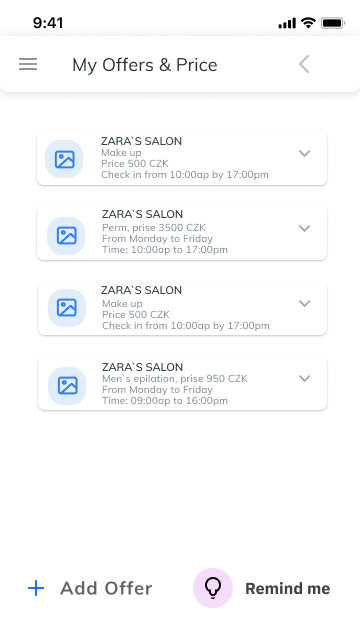 9:41
My Offers & Price
ZARA`S SALON
Make up
Price 500 CZK
Check in from 10:00ap by 17:00pm
ZARA`S SALON
Perm, prise 3500 CZK
From Monday to Friday
Time: 10:00ap to 17:00pm
ZARA`S SALON
Make up
Price 500 CZK
Check in from 10:00ap by 17:00pm
ZARA`S SALON
Men`s epilation, prise 950 CZK
From Monday to Friday
Time: 09:00ap to 16:00pm
Add Offer
Remind me